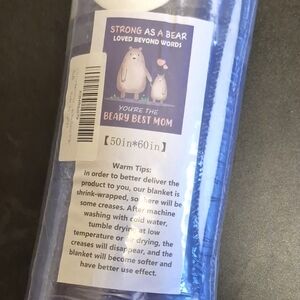 STRONG AS A BEAR
LOVED BEYOND WORDS
YOU'RE THE
BEARY BEST MOM
【50in*60in】
Warm Tips:
In order to better deliver the
product to you, our blanket is
shrink-wrapped, so there will be
some creases. After machine
washing with cold water,
tumble drying at low
temperature or air drying, the
creases will disappear, and the
blanket will become softer and
have better use effect.